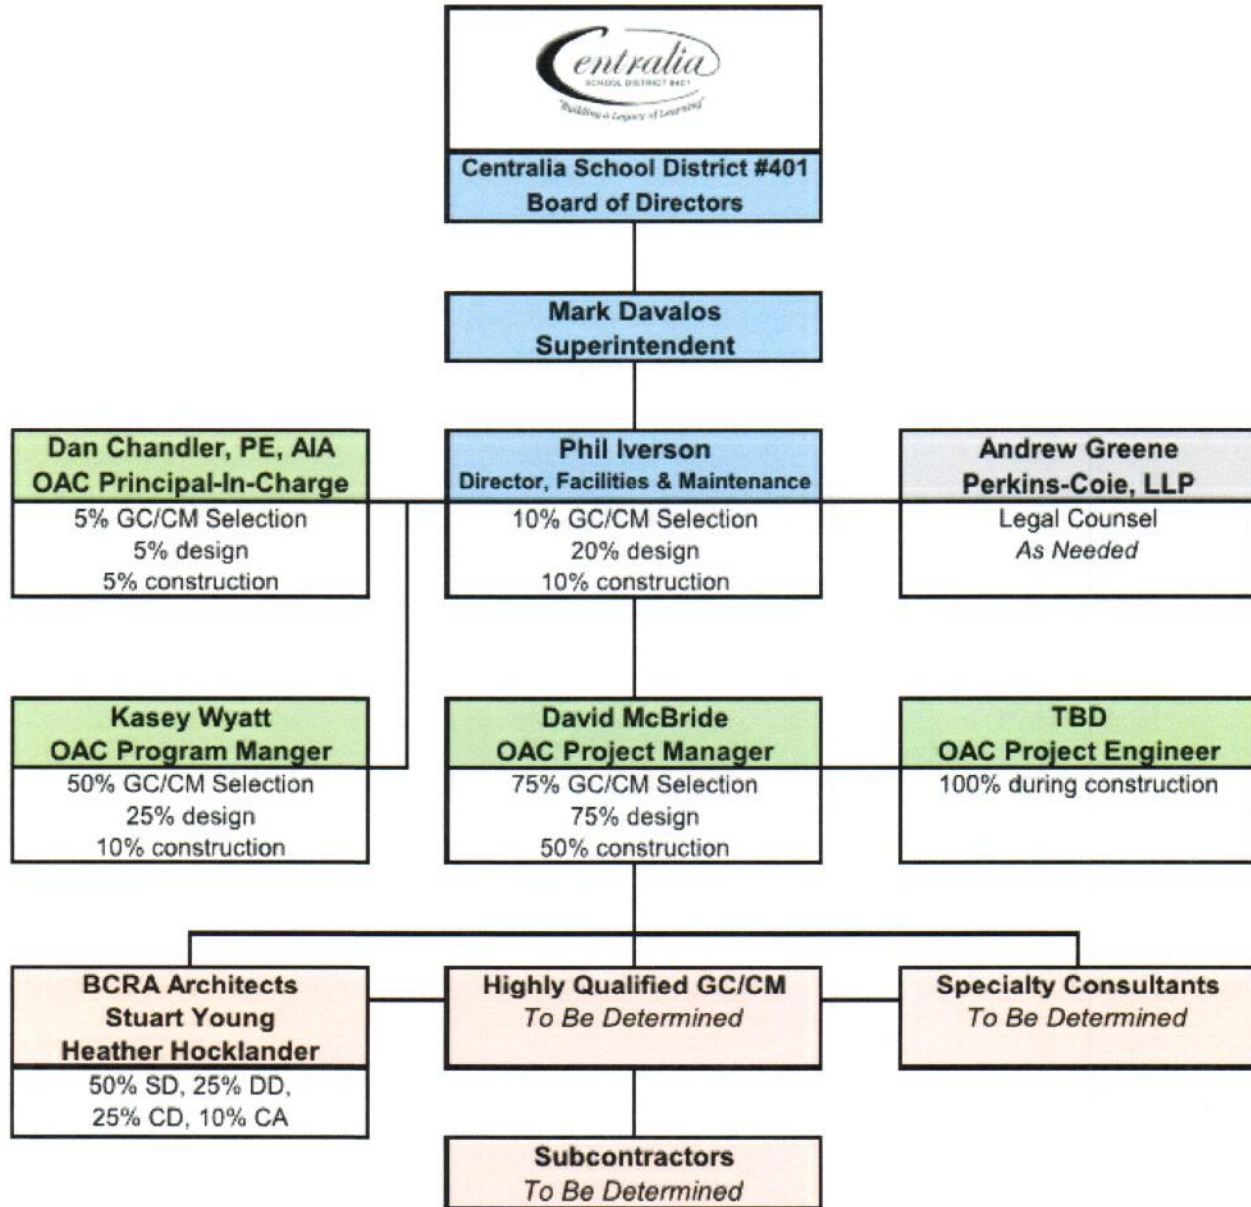 Centralia
SCHOOL DISTRICT #401
"Building a Legacy of Learning"
Centralia School District #401
Board of Directors
Mark Davalos
Superintendent
Dan Chandler, PE, AIA
OAC Principal-In-Charge
5% GC/CM Selection
5% design
5% construction
Phil Iverson
Director, Facilities & Maintenance
10% GC/CM Selection
20% design
10% construction
Andrew Greene
Perkins-Coie, LLP
Legal Counsel
As Needed
Kasey Wyatt
OAC Program Manger
50% GC/CM Selection
25% design
10% construction
David McBride
OAC Project Manager
75% GC/CM Selection
75% design
50% construction
TBD
OAC Project Engineer
100% during construction
BCRA Architects
Stuart Young
Heather Hocklander
50% SD, 25% DD,
25% CD, 10% CA
Highly Qualified GC/CM
To Be Determined
Specialty Consultants
To Be Determined
Subcontractors
To Be Determined